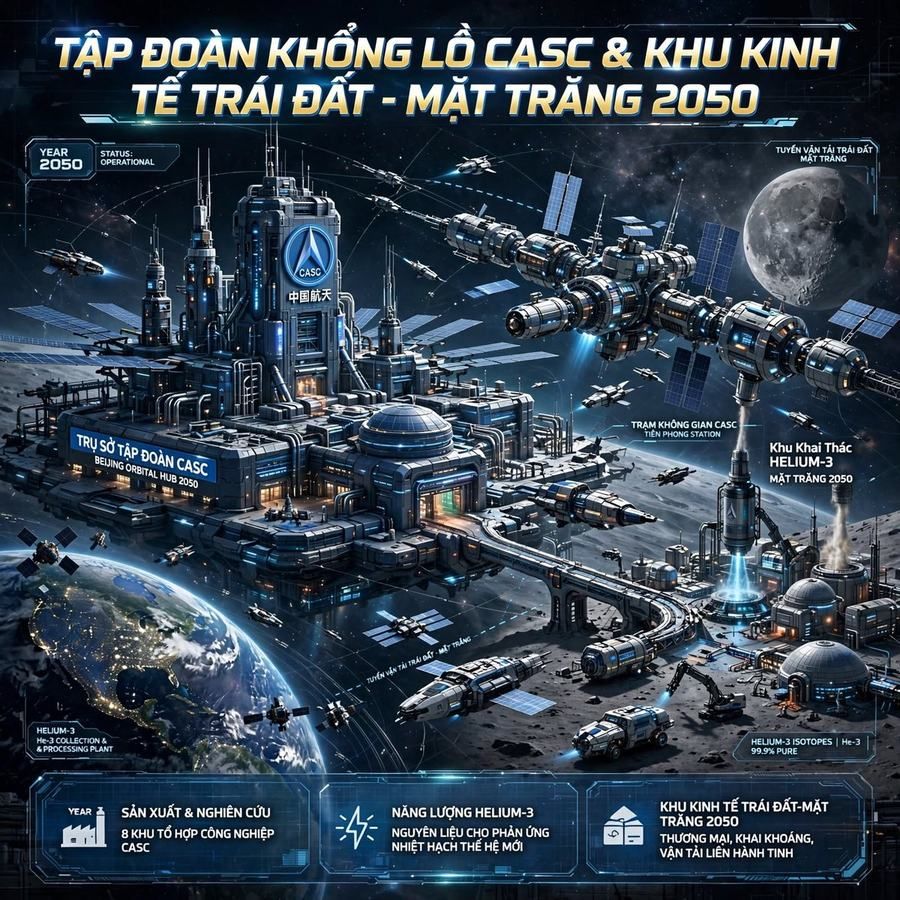 TẬP ĐOÀN KHỔNG LỒ CASC & KHU KINH
TẾ TRÁI ĐẤT - MẶT TRĂNG 2050
YEAR
2050
STATUS:
OPERATIONAL
TUYẾN VẬN TẢI TRÁI ĐẤT
MẶT TRĂNG
CASC
中国航天
TRỤ SỞ TẬP ĐOÀN CASC
BEIJING ORBITAL HUB 2050
TRẠM KHÔNG GIAN CASC
TIÊN PHONG STATION
Khu Khai Thác
HELIUM-3
MẶT TRĂNG 2050
TUYẾN VẬN TẢI TRÁI ĐẤT - MẶT TRĂNG
HELIUM-3
He-3 COLLECTION &
& PROCESSING PLANT
HELIUM-3 ISOTOPES | He-3
99.9% PURE
YEAR
SẢN XUẤT & NGHIÊN CỨU
8 KHU TỔ HỢP CÔNG NGHIỆP
CASC
NĂNG LƯỢNG HELIUM-3
NGUYÊN LIỆU CHO PHẢN ỨNG
NHIỆT HẠCH THẾ HỆ MỚI
KHU KINH TẾ TRÁI ĐẤT-MẶT
TRĂNG 2050
THƯƠNG MẠI, KHAI KHOÁNG,
VẬN TẢI LIÊN HÀNH TINH